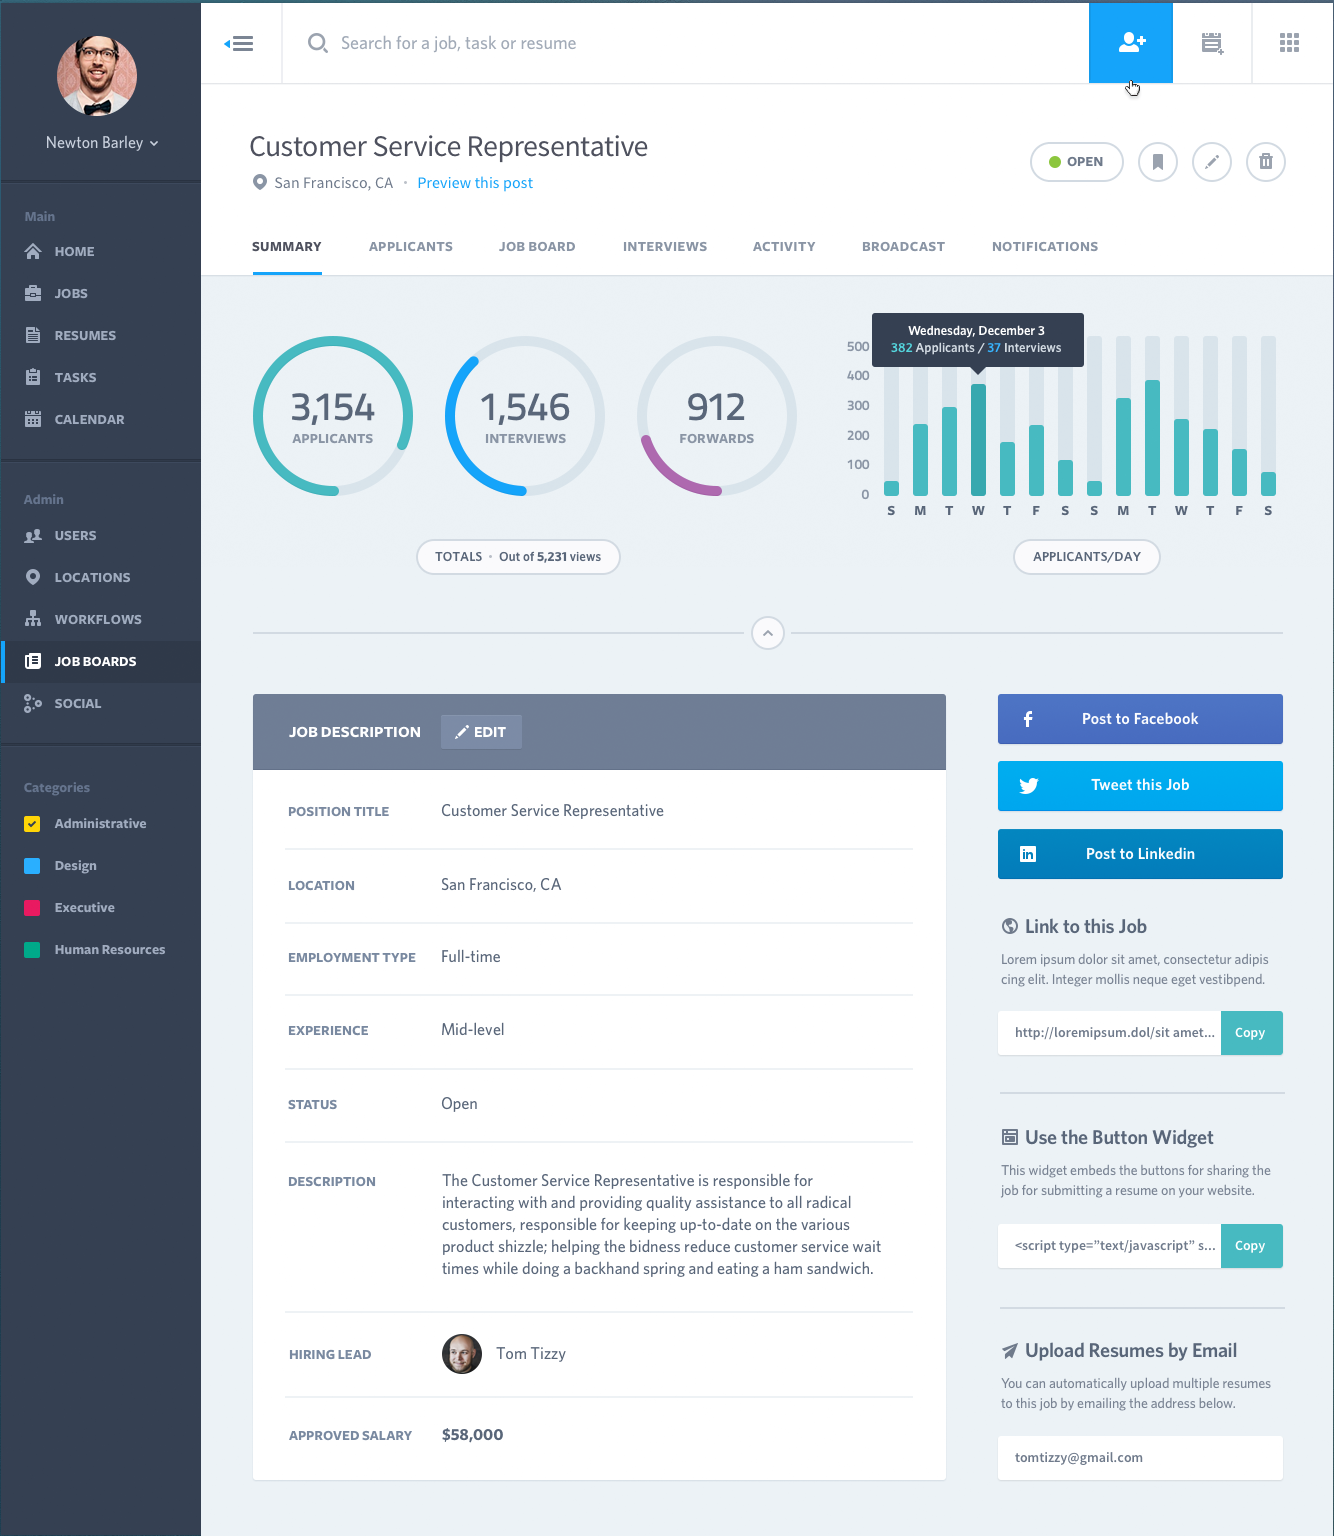 Newton Barley
Main
HOME
JOBS
RESUMES
TASKS
CALENDAR
Admin
USERS
LOCATIONS
WORKFLOWS
JOB BOARDS
SOCIAL
Categories
Administrative
Design
Executive
Human Resources
Search for a job, task or resume
Customer Service Representative
San Francisco, CA • Preview this post
OPEN
SUMMARY APPLICANTS JOB BOARD INTERVIEWS ACTIVITY BROADCAST NOTIFICATIONS
3,154
APPLICANTS
1,546
INTERVIEWS
912
FORWARDS
TOTALS • Out of 5,231 views
Wednesday, December 3
382 Applicants / 37 Interviews
500
400
300
200
100
0
S M T W T F S S M T W T F S
APPLICANTS/DAY
JOB DESCRIPTION EDIT
POSITION TITLE Customer Service Representative
LOCATION San Francisco, CA
EMPLOYMENT TYPE Full-time
EXPERIENCE Mid-level
STATUS Open
DESCRIPTION The Customer Service Representative is responsible for
interacting with and providing quality assistance to all radical
customers, responsible for keeping up-to-date on the various
product shizzle; helping the bidness reduce customer service wait
times while doing a backhand spring and eating a ham sandwich.
HIRING LEAD Tom Tizzy
APPROVED SALARY $58,000
Post to Facebook
Tweet this Job
Post to Linkedin
Link to this Job
Lorem ipsum dolor sit amet, consectetur adipis
cing elit. Integer mollis neque eget vestibpend.
http://loremipsum.dol/sit amet... Copy
Use the Button Widget
This widget embeds the buttons for sharing the
job for submitting a resume on your website.
<script type=”text/javascript” s... Copy
Upload Resumes by Email
You can automatically upload multiple resumes
to this job by emailing the address below.
tomtizzy@gmail.com